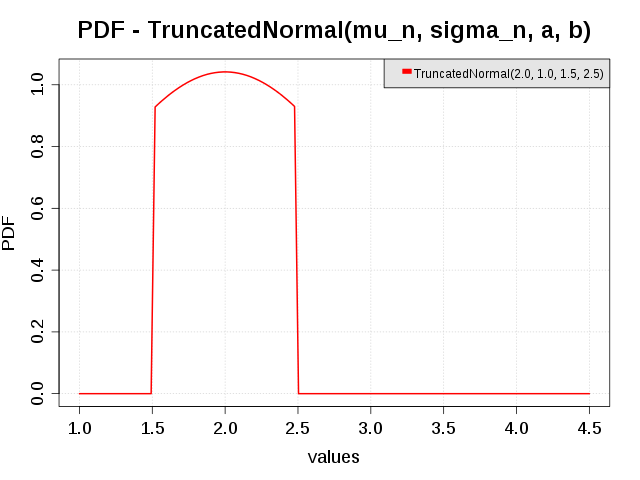 PDF - TruncatedNormal(mu_n, sigma_n, a, b)
TruncatedNormal(2.0, 1.0, 1.5, 2.5)
PDF
1.0
0.8
0.6
0.4
0.2
0.0
1.0 1.5 2.0 2.5 3.0 3.5 4.0 4.5
values